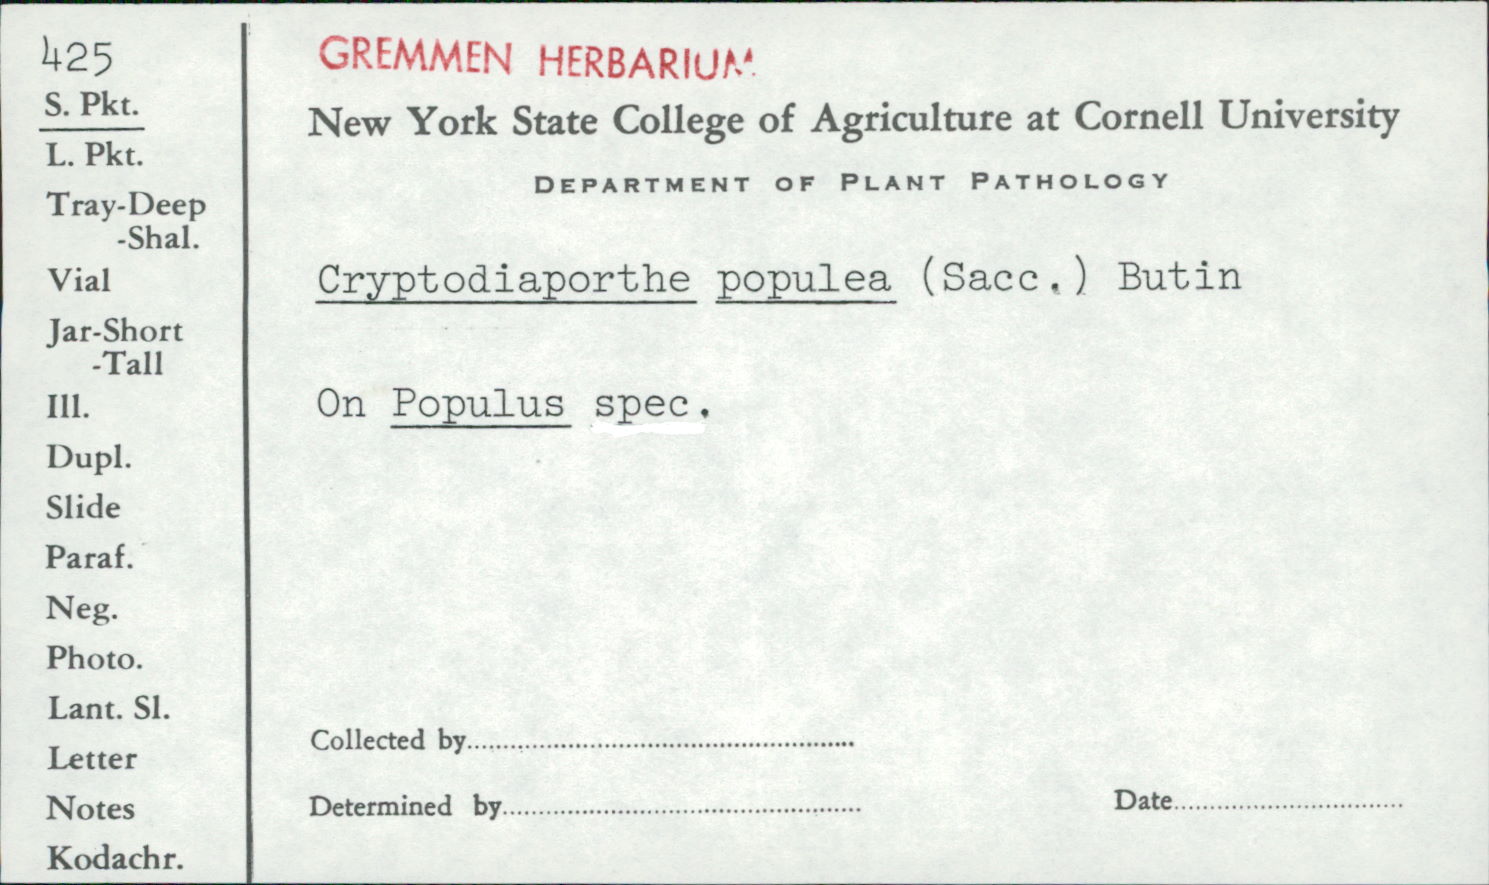 425
S. Pkt.
L. Pkt.
Tray-Deep
-Shal.
Vial
Jar-Short
-Tall
Ill.
Dupl.
Slide
Paraf.
Neg.
Photo.
Lant. Sl.
Letter
Notes
Kodachr.
GREMMEN HERBARIUM
New York State College of Agriculture at Cornell University
DEPARTMENT OF PLANT PATHOLOGY
Cryptodiaporthe populea (Sacc.) Butin
On Populus spec.
Collected by
Determined by
Date